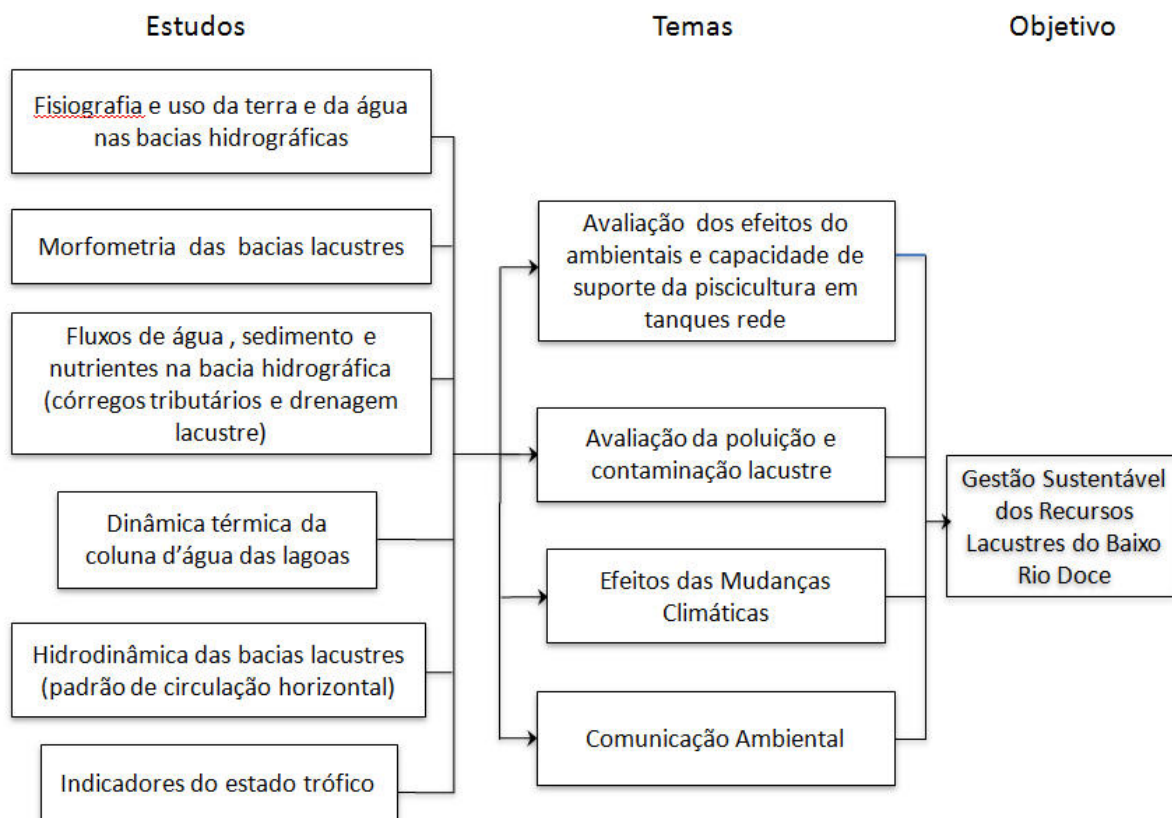 Estudos
Temas
Objetivo
Fisiografia e uso da terra e da água
nas bacias hidrográficas
Morfometria das bacias lacustres
Fluxos de água , sedimento e
nutrientes na bacia hidrográfica
(córregos tributários e drenagem
lacustre)
Dinâmica térmica da
coluna d’água das lagoas
Hidrodinâmica das bacias lacustres
(padrão de circulação horizontal)
Indicadores do estado trófico
Avaliação dos efeitos do
ambientais e capacidade de
suporte da piscicultura em
tanques rede
Avaliação da poluição e
contaminação lacustre
Efeitos das Mudanças
Climáticas
Comunicação Ambiental
Gestão Sustentável
dos Recursos
Lacustres do Baixo
Rio Doce